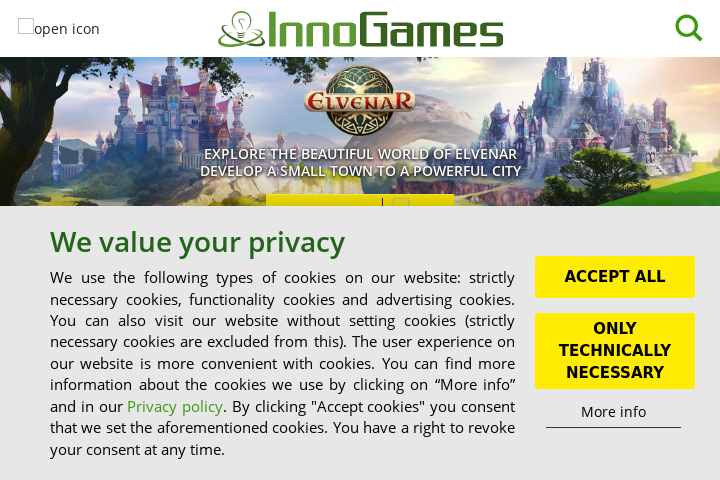 open icon
InnoGames
ELVENAR
EXPLORE THE BEAUTIFUL WORLD OF ELVENAR
DEVELOP A SMALL TOWN TO A POWERFUL CITY
We value your privacy
We use the following types of cookies on our website: strictly
necessary cookies, functionality cookies and advertising cookies.
You can also visit our website without setting cookies (strictly
necessary cookies are excluded from this). The user experience on
our website is more convenient with cookies. You can find more
information about the cookies we use by clicking on “More info”
and in our Privacy policy. By clicking "Accept cookies" you consent
that we set the aforementioned cookies. You have a right to revoke
your consent at any time.
ACCEPT ALL
ONLY
TECHNICALLY
NECESSARY
More info